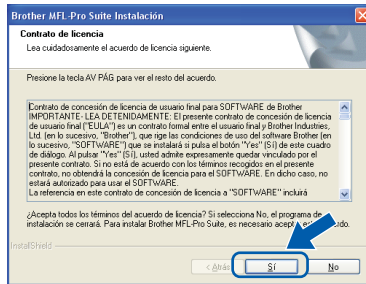 Brother MFL-Pro Suite Instalación
Contrato de licencia
Lea cuidadosamente el acuerdo de licencia siguiente.
Presione la tecla AV PÁG para ver el resto del acuerdo.
Contrato de concesión de licencia de usuario final para SOFTWARE de Brother
IMPORTANTE- LEA DETENIDAMENTE: El presente contrato de concesión de licencia
de usuario final ("EULA") es un contrato formal entre el usuario final y Brother Industries,
Ltd. (en lo sucesivo, "Brother"), que rige las condiciones de uso del software Brother (en
lo sucesivo, "SOFTWARE") que se instalará si pulsa el botón "Yes" (Sí) de este cuadro
de diálogo. Al pulsar "Yes" (Sí), usted admite expresamente quedar vinculado por el
presente contrato. Si no está de acuerdo con los términos recogidos en el presente
contrato, no obtendrá la concesión de licencia para el SOFTWARE. En dicho caso, no
estará autorizado para usar el SOFTWARE.
La referencia en este contrato de concesión de licencia a "SOFTWARE" incluirá
¿Acepta todos los términos del acuerdo de licencia? Si selecciona No, el programa de
instalación se cerrará. Para instalar Brother MFL-Pro Suite, es necesario
InstallShield
< Atrás
Sí
No